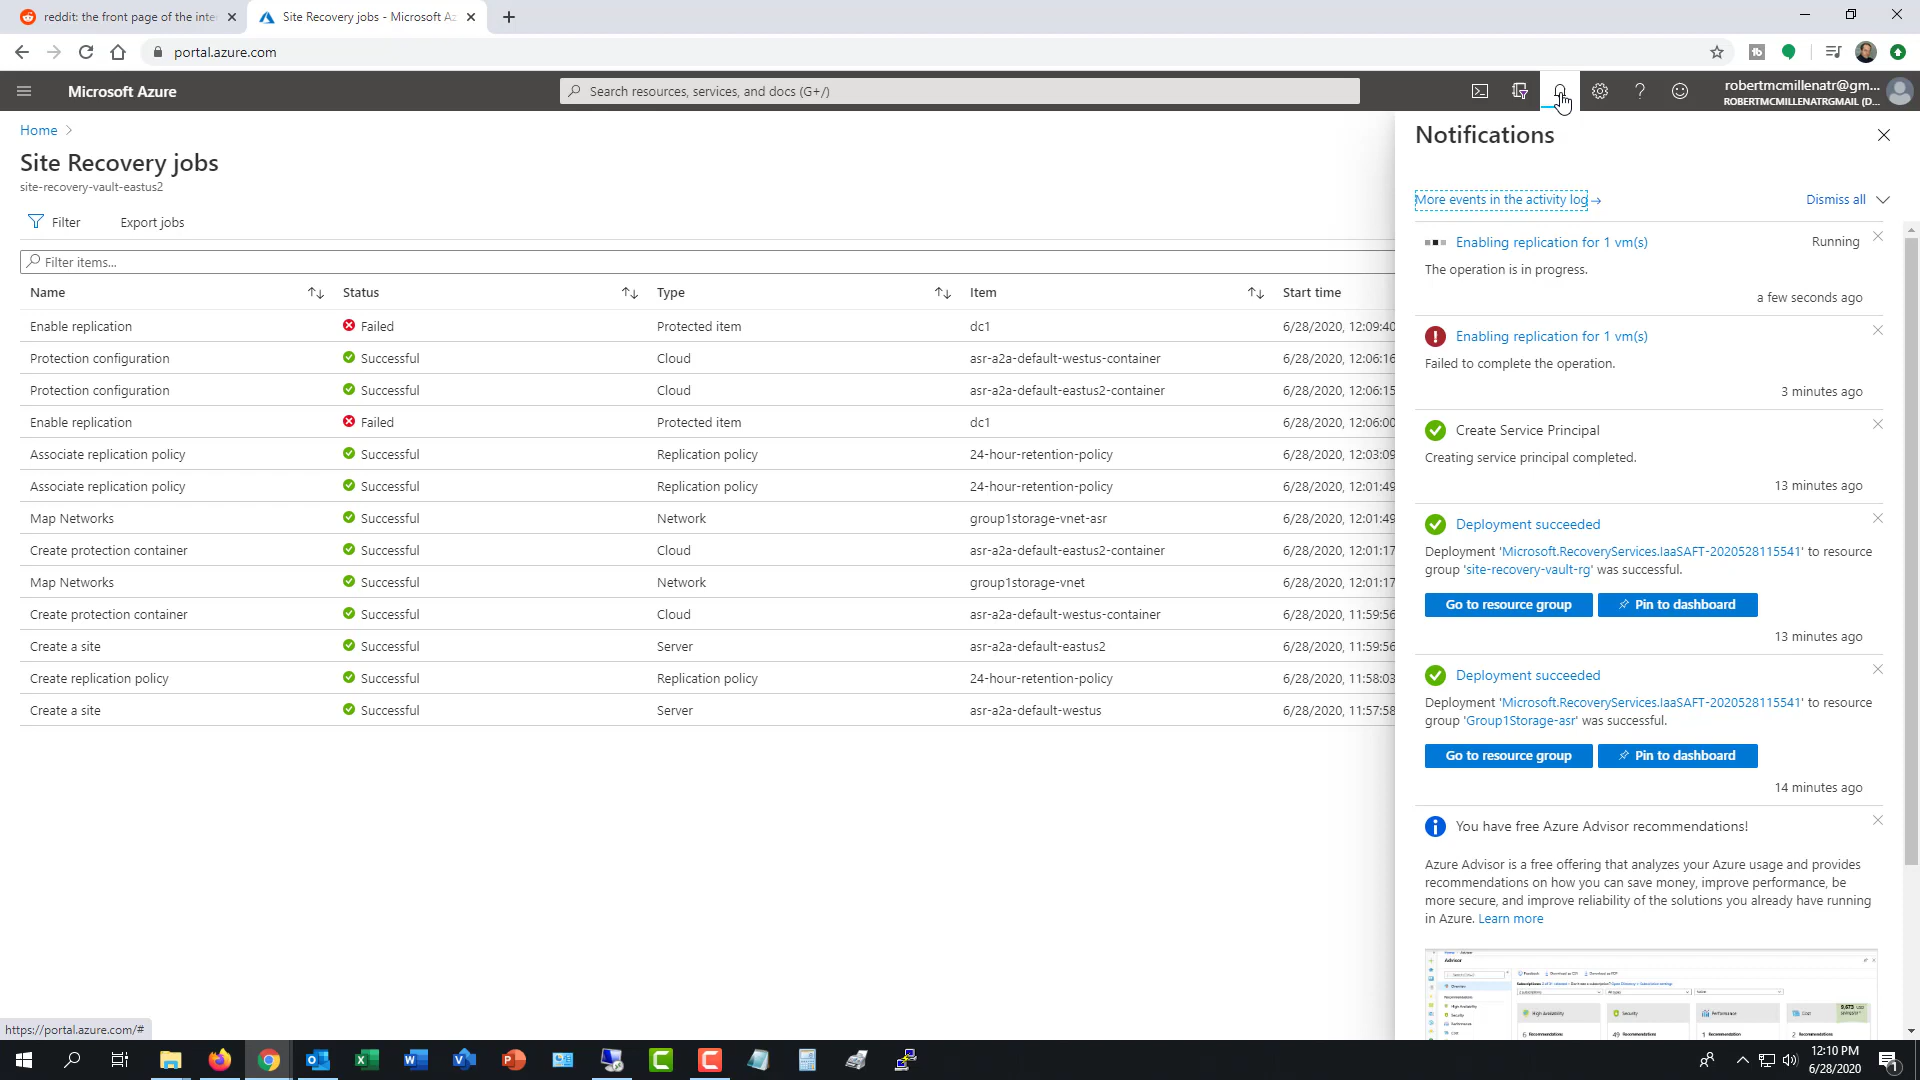 reddit: the front page of the inte
Site Recovery jobs - Microsoft Az
portal.azure.com
Microsoft Azure
Search resources, services, and docs (G+/)
robertmcmillenatr@gm...
ROBERTMCMILLENATRGMAIL (D...
Home
Site Recovery jobs
site-recovery-vault-eastus2
Filter
Export jobs
Filter items...
Name Status Type Item Start time
Enable replication Failed Protected item dc1 6/28/2020, 12:09:40
Protection configuration Successful Cloud asr-a2a-default-westus-container 6/28/2020, 12:06:16
Protection configuration Successful Cloud asr-a2a-default-eastus2-container 6/28/2020, 12:06:15
Enable replication Failed Protected item dc1 6/28/2020, 12:06:00
Associate replication policy Successful Replication policy 24-hour-retention-policy 6/28/2020, 12:03:09
Associate replication policy Successful Replication policy 24-hour-retention-policy 6/28/2020, 12:01:49
Map Networks Successful Network group1storage-vnet-asr 6/28/2020, 12:01:49
Create protection container Successful Cloud asr-a2a-default-eastus2-container 6/28/2020, 12:01:17
Map Networks Successful Network group1storage-vnet 6/28/2020, 12:01:17
Create protection container Successful Cloud asr-a2a-default-westus-container 6/28/2020, 11:59:56
Create a site Successful Server asr-a2a-default-eastus2 6/28/2020, 11:59:56
Create replication policy Successful Replication policy 24-hour-retention-policy 6/28/2020, 11:58:03
Create a site Successful Server asr-a2a-default-westus 6/28/2020, 11:57:58
Notifications
More events in the activity log →
Dismiss all
Enabling replication for 1 vm(s) Running
The operation is in progress.
a few seconds ago
Enabling replication for 1 vm(s)
Failed to complete the operation.
3 minutes ago
Create Service Principal
Creating service principal completed.
13 minutes ago
Deployment succeeded
Deployment 'Microsoft.RecoveryServices.IaaSAFT-2020528115541' to resource
group 'site-recovery-vault-rg' was successful.
Go to resource group
Pin to dashboard
13 minutes ago
Deployment succeeded
Deployment 'Microsoft.RecoveryServices.IaaSAFT-2020528115541' to resource
group 'Group1Storage-asr' was successful.
Go to resource group
Pin to dashboard
14 minutes ago
You have free Azure Advisor recommendations!
Azure Advisor is a free offering that analyzes your Azure usage and provides
recommendations on how you can save money, improve performance, be
more secure, and improve reliability of the solutions you already have running
in Azure. Learn more
Advisor
Overview
High Availability
Security
Performance
Cost
https://portal.azure.com/#
12:10 PM
6/28/2020